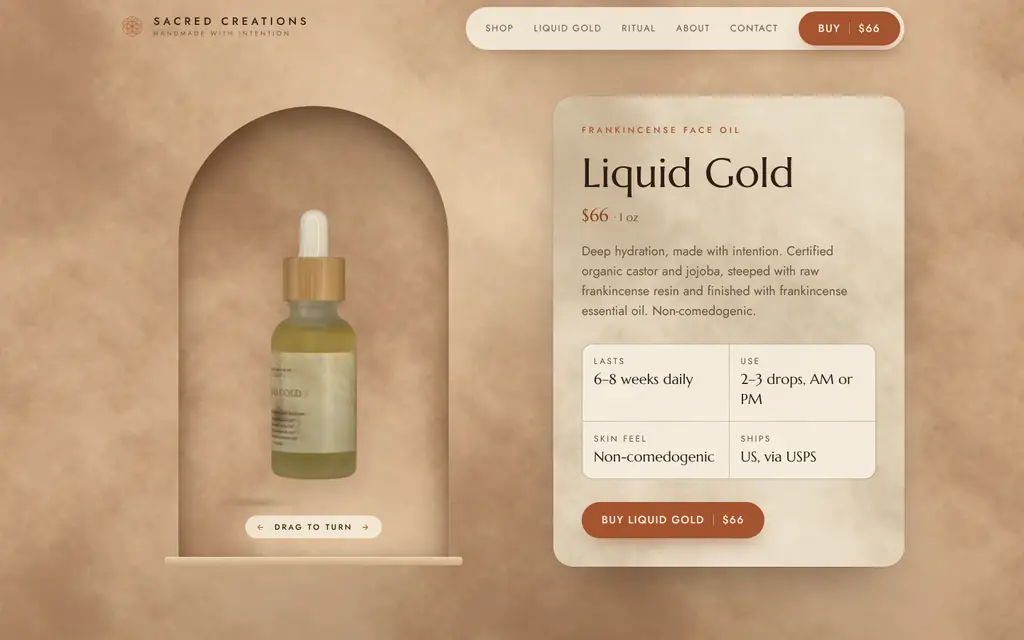 SACRED CREATIONS
HANDMADE WITH INTENTION
SHOP LIQUID GOLD RITUAL ABOUT CONTACT BUY $66
FRANKINCENSE FACE OIL
Liquid Gold
$66 · 1 oz
Deep hydration, made with intention. Certified
organic castor and jojoba, steeped with raw
frankincense resin and finished with frankincense
essential oil. Non-comedogenic.
LASTS
6–8 weeks daily
USE
2–3 drops, AM or
PM
SKIN FEEL
Non-comedogenic
SHIPS
US, via USPS
BUY LIQUID GOLD $66
GOLD
← DRAG TO TURN →